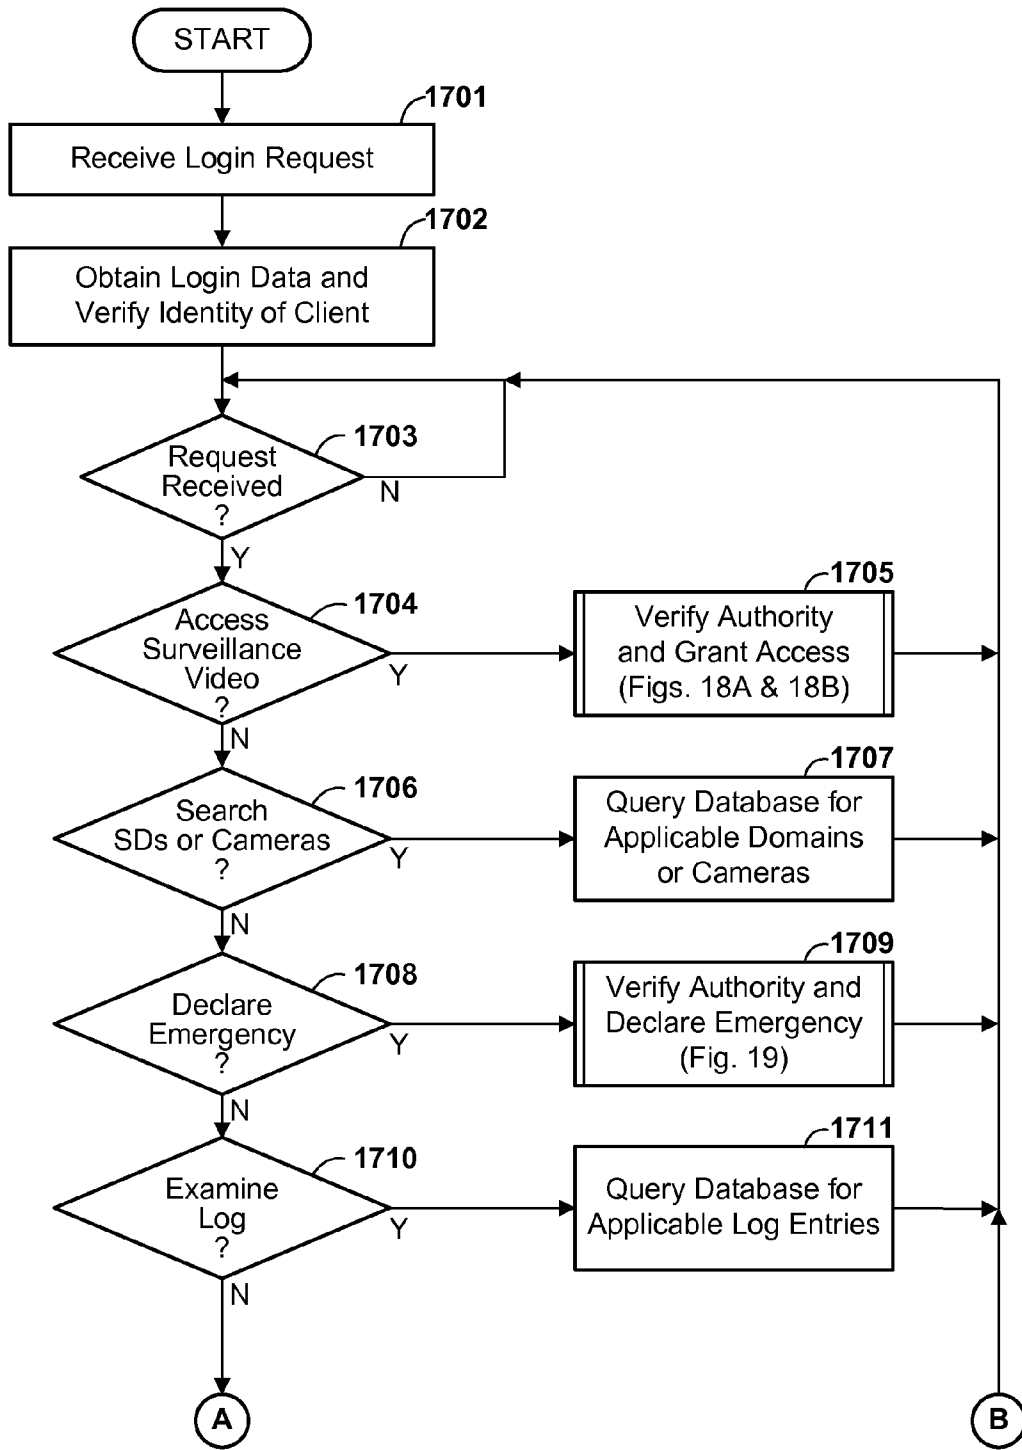 START
1701
Receive Login Request
1702
Obtain Login Data and
Verify Identity of Client
1703
Request
Received
?
N
Y
1704
Access
Surveillance
Video
?
Y
N
1705
Verify Authority
and Grant Access
(Figs. 18A & 18B)
1706
Search
SDs or Cameras
?
Y
N
1707
Query Database for
Applicable Domains
or Cameras
1708
Declare
Emergency
?
Y
N
1709
Verify Authority and
Declare Emergency
(Fig. 19)
1710
Examine
Log
?
Y
N
1711
Query Database for
Applicable Log Entries
A
B